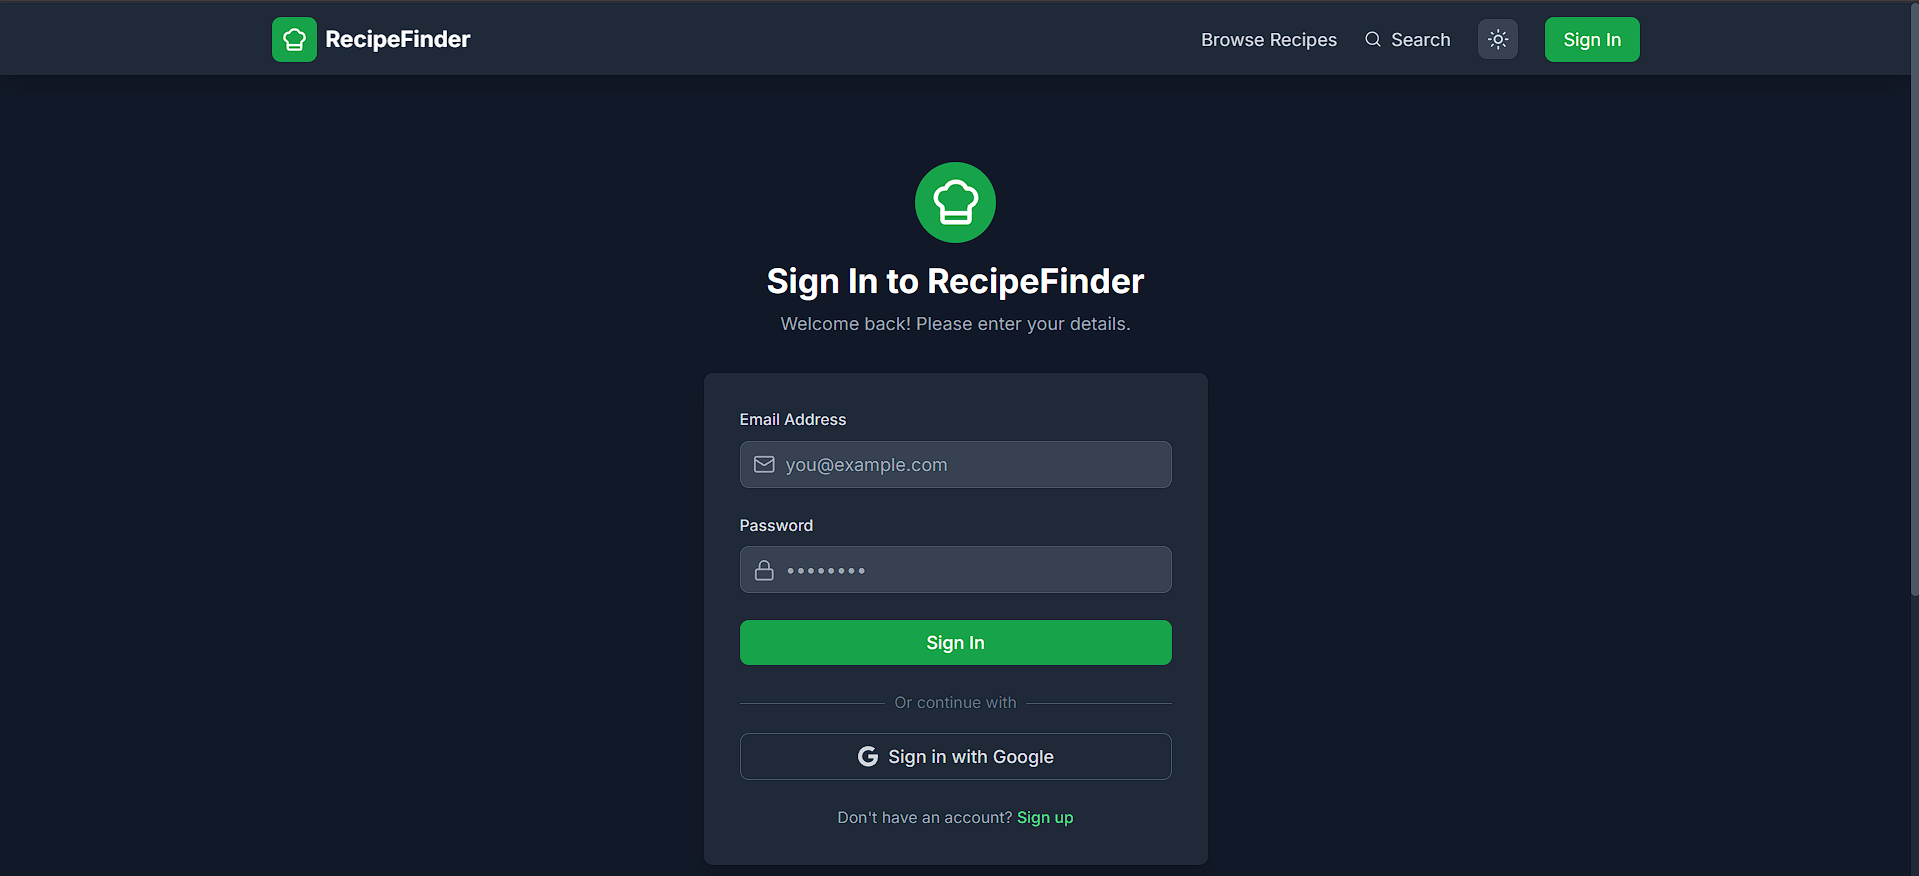 RecipeFinder
Browse Recipes
Search
Sign In
Sign In to RecipeFinder
Welcome back! Please enter your details.
Email Address
you@example.com
Password
••••••••
Sign In
Or continue with
G Sign in with Google
Don't have an account? Sign up